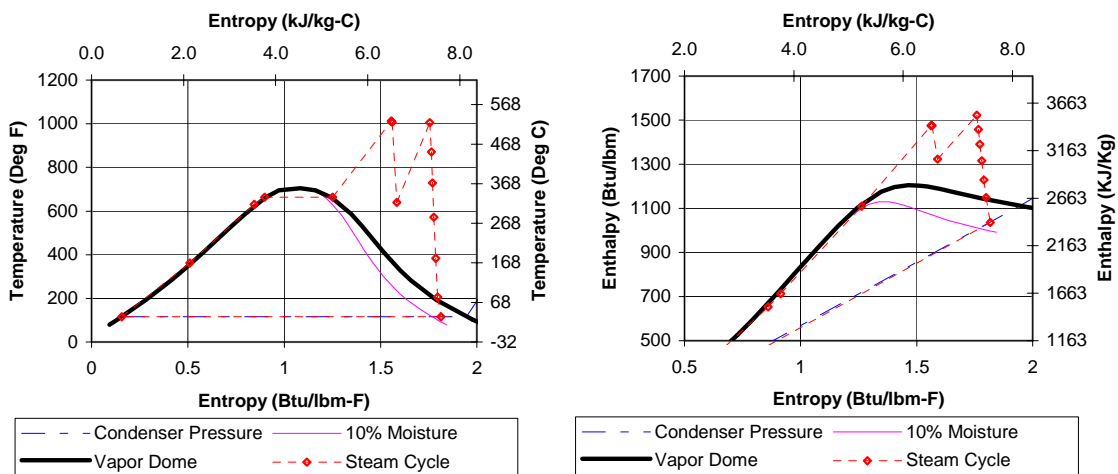 Entropy (kJ/kg-C)
0.0 2.0 4.0 6.0 8.0
1200
1000
800
600
400
200
0
Temperature (Deg F)
568
468
368
268
168
68
-32
Temperature (Deg C)
0 0.5 1 1.5 2
Entropy (Btu/lbm-F)
Condenser Pressure 10% Moisture
Vapor Dome Steam Cycle
Entropy (kJ/kg-C)
2.0 4.0 6.0 8.0
1700
1500
1300
1100
900
700
500
Enthalpy (Btu/lbm)
3663
3163
2663
2163
1663
1163
Enthalpy (KJ/Kg)
0.5 1 1.5 2
Entropy (Btu/lbm-F)
Condenser Pressure 10% Moisture
Vapor Dome Steam Cycle